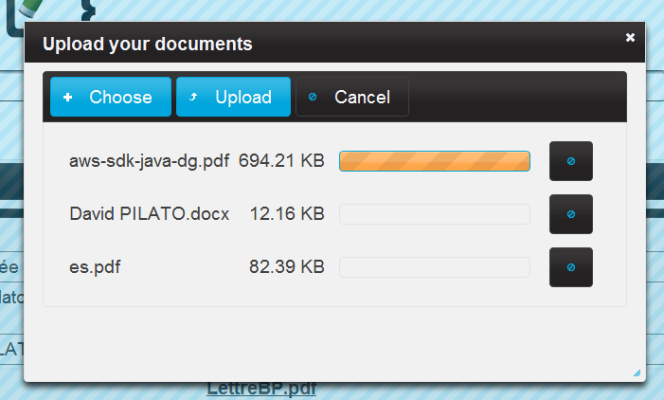 Upload your documents
Choose Upload Cancel
aws-sdk-java-dg.pdf 694.21 KB
David PILATO.docx 12.16 KB
es.pdf 82.39 KB
ée
lato
LAT
LettreBP.pdf